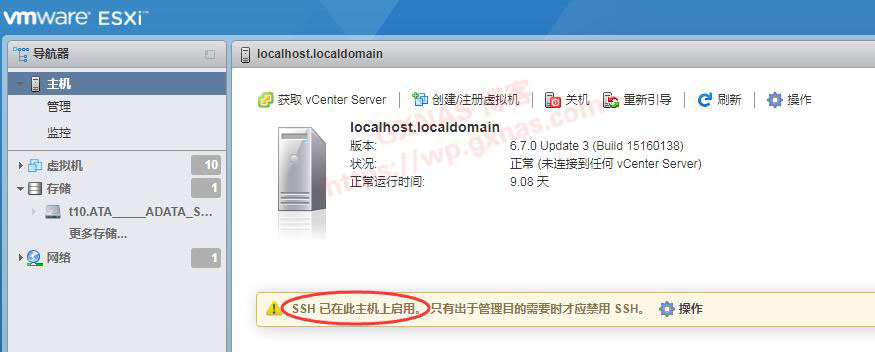 vmware ESXi™
导航器
主机
管理
监控
虚拟机 10
存储 1
t10.ATA_____ADATA_S...
更多存储...
网络 1
localhost.localdomain
获取 vCenter Server 创建/注册虚拟机 关机 重新引导 刷新 操作
localhost.localdomain
版本: 6.7.0 Update 3 (Build 15160138)
状况: 正常 (未连接到任何 vCenter Server)
正常运行时间: 9.08 天
GXNAS 博客
https://wp.gxnas.com
SSH 已在此主机上启用。只有出于管理目的需要时才应禁用 SSH。 操作